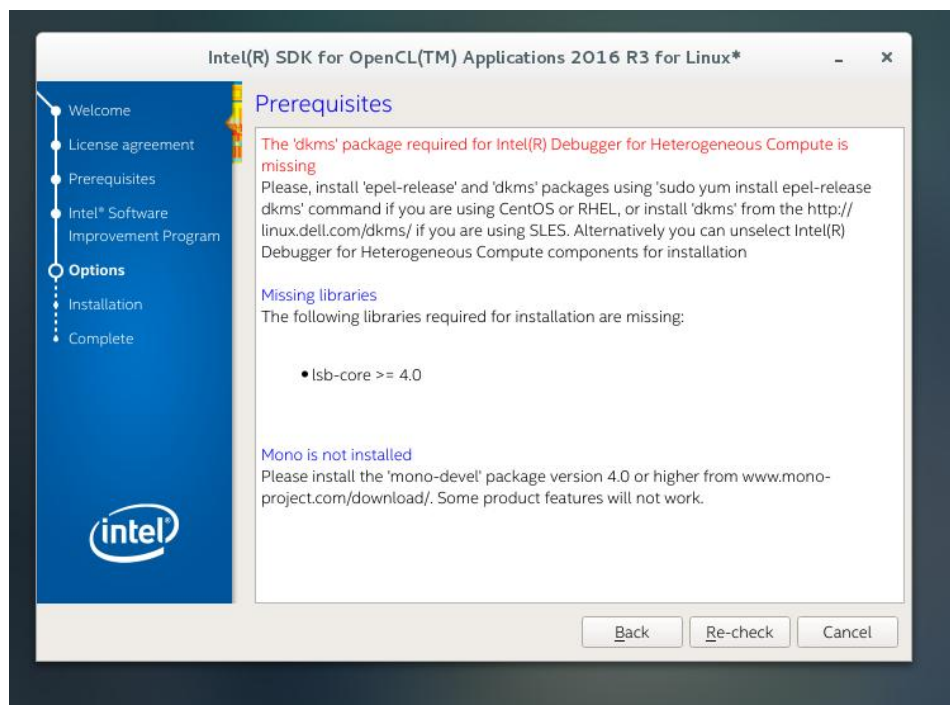 Intel(R) SDK for OpenCL(TM) Applications 2016 R3 for Linux*
Welcome
License agreement
Prerequisites
Intel® Software
Improvement Program
Options
Installation
Complete
intel®
Prerequisites
The 'dkms' package required for Intel(R) Debugger for Heterogeneous Compute is
missing
Please, install 'epel-release' and 'dkms' packages using 'sudo yum install epel-release
dkms' command if you are using CentOS or RHEL, or install 'dkms' from the http://
linux.dell.com/dkms/ if you are using SLES. Alternatively you can unselect Intel(R)
Debugger for Heterogeneous Compute components for installation
Missing libraries
The following libraries required for installation are missing:
• lsb-core >= 4.0
Mono is not installed
Please install the 'mono-devel' package version 4.0 or higher from www.mono-
project.com/download/. Some product features will not work.
Back
Re-check
Cancel